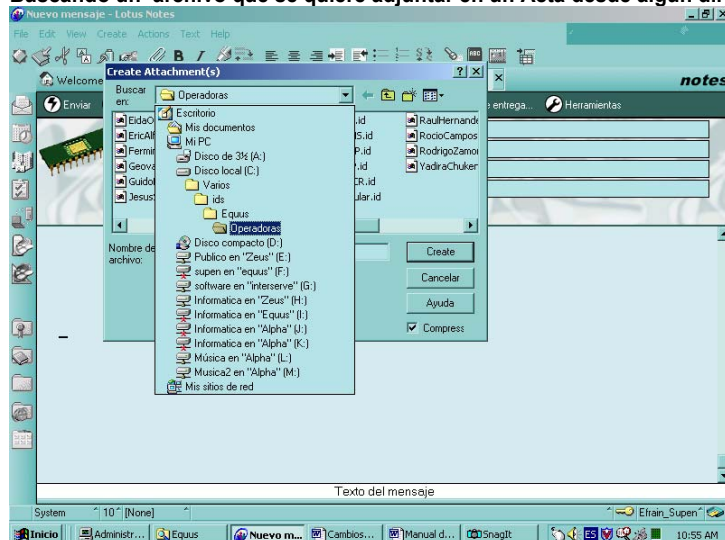 Buscando un archivo que se quiere adjuntar en un Acta desde algún
Nuevo mensaje - Lotus Notes
File Edit View Create Actions Text Help
Welcome
notes
Enviar
entrega...
Herramientas
Create Attachment(s)
Buscar en:
Operadoras
Escritorio
Mis documentos
Mi PC
Disco de 3½ (A:)
Disco local (C:)
Varios
ids
Equus
Operadoras
Disco compacto (D:)
Publico en "Zeus" (E:)
supen en "equus" (F:)
software en "interserve" (G:)
Informatica en "Zeus" (H:)
Informatica en "Equus" (I:)
Informatica en "Alpha" (J:)
Informatica en "Alpha" (K:)
Música en "Alpha" (L:)
Musica2 en "Alpha" (M:)
Mis sitios de red
EidaO
EricAlf
Fermi
Geova
Guido
Jesus
.id
S.id
P.id
.id
CR.id
ular.id
RaulHernande
RocioCampos
RodrigoZamor
YadiraChuker
Nombre de archivo:
Create
Cancelar
Ayuda
Compress
Texto del mensaje
System 10 [None]
Efrain_Supen
Inicio
Administr...
Equus
Nuevo m...
Cambios...
Manual d...
SnagIt
ES
10:55 AM